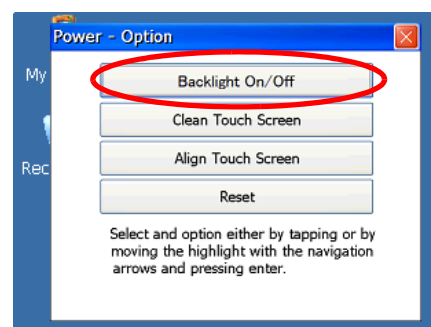 Power - Option
My
Backlight On/Off
Clean Touch Screen
Rec
Align Touch Screen
Reset
Select and option either by tapping or by
moving the highlight with the navigation
arrows and pressing enter.